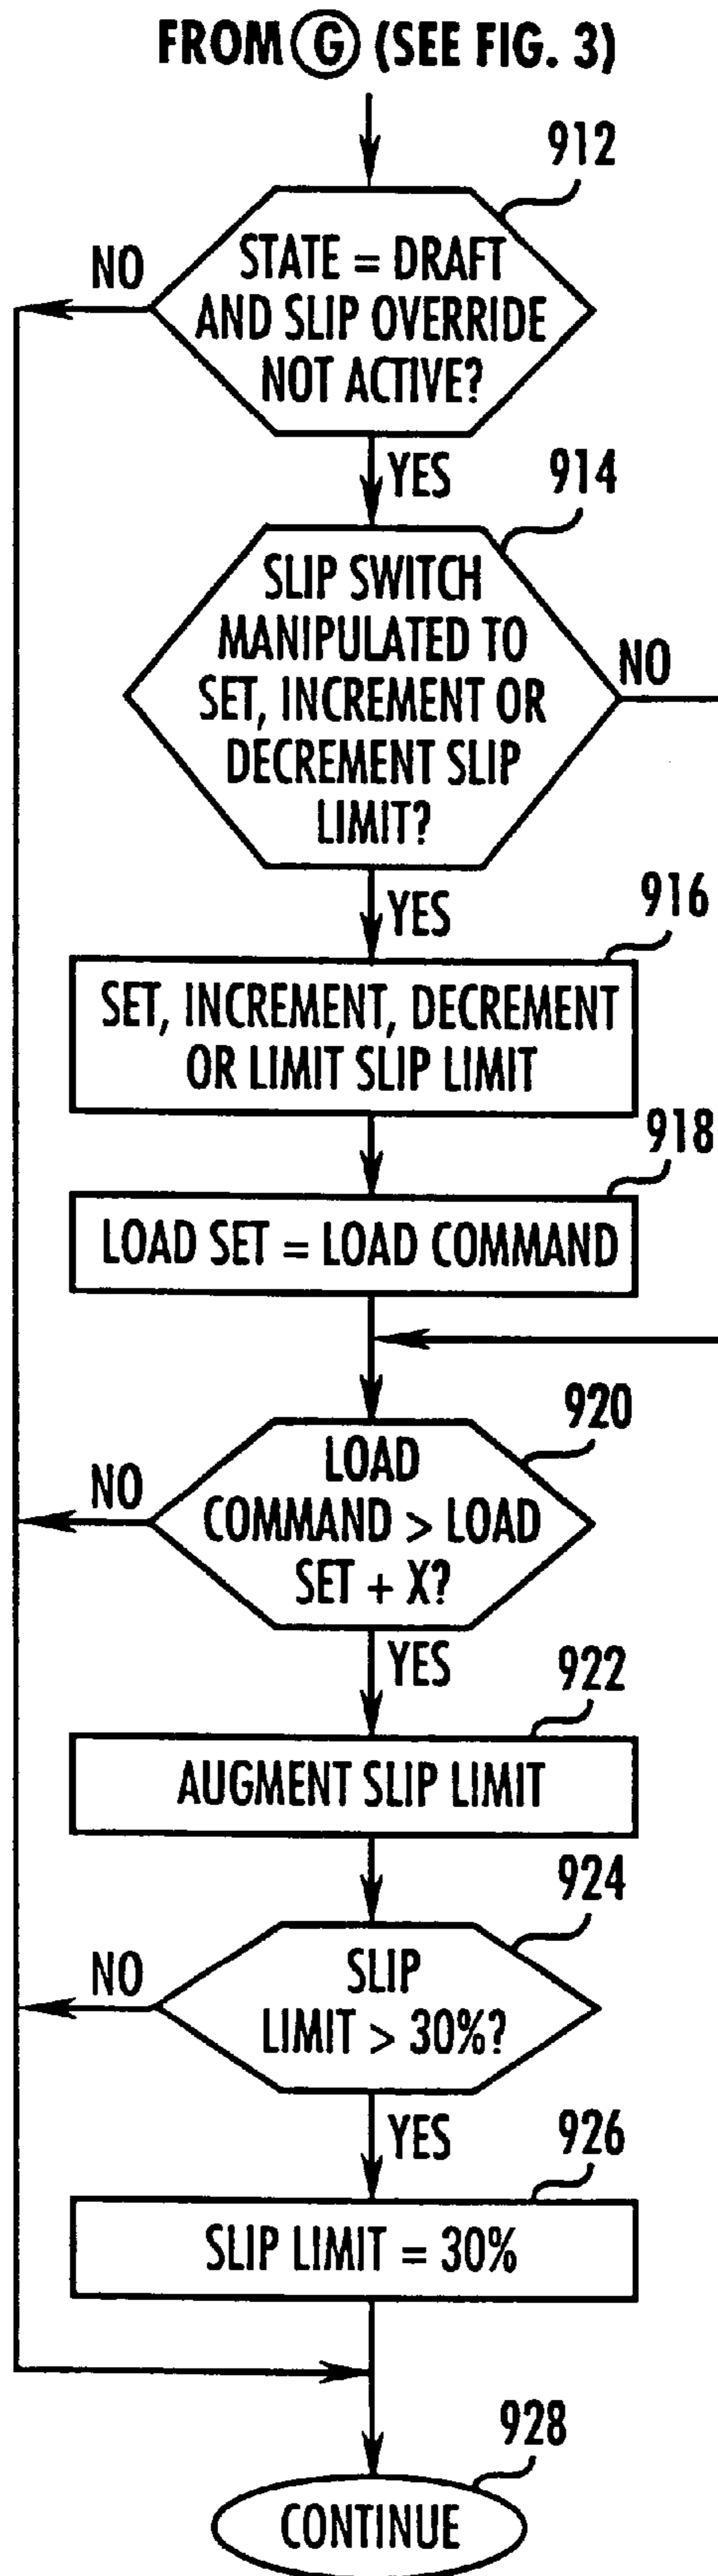 FROM G (SEE FIG. 3)
912
NO
STATE = DRAFT
AND SLIP OVERRIDE
NOT ACTIVE?
YES
914
SLIP SWITCH
MANIPULATED TO
SET, INCREMENT OR
DECREMENT SLIP
LIMIT?
NO
YES
916
SET, INCREMENT, DECREMENT
OR LIMIT SLIP LIMIT
918
LOAD SET = LOAD COMMAND
920
NO
LOAD
COMMAND > LOAD
SET + X?
YES
922
AUGMENT SLIP LIMIT
924
NO
SLIP
LIMIT > 30%?
YES
926
SLIP LIMIT = 30%
928
CONTINUE